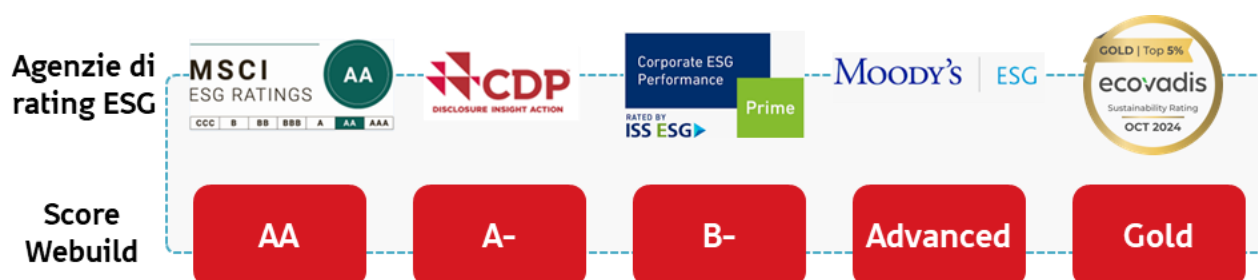 Agenzie di
rating ESG
MSCI
ESG RATINGS
AA
CCC B BB BBB A AA AAA
CDP
DISCLOSURE INSIGHT ACTION
Corporate ESG
Performance
Prime
RATED BY
ISS ESG
MOODY'S | ESG
GOLD | Top 5%
ecovadis
Sustainability Rating
OCT 2024
Score
Webuild
AA
A-
B-
Advanced
Gold